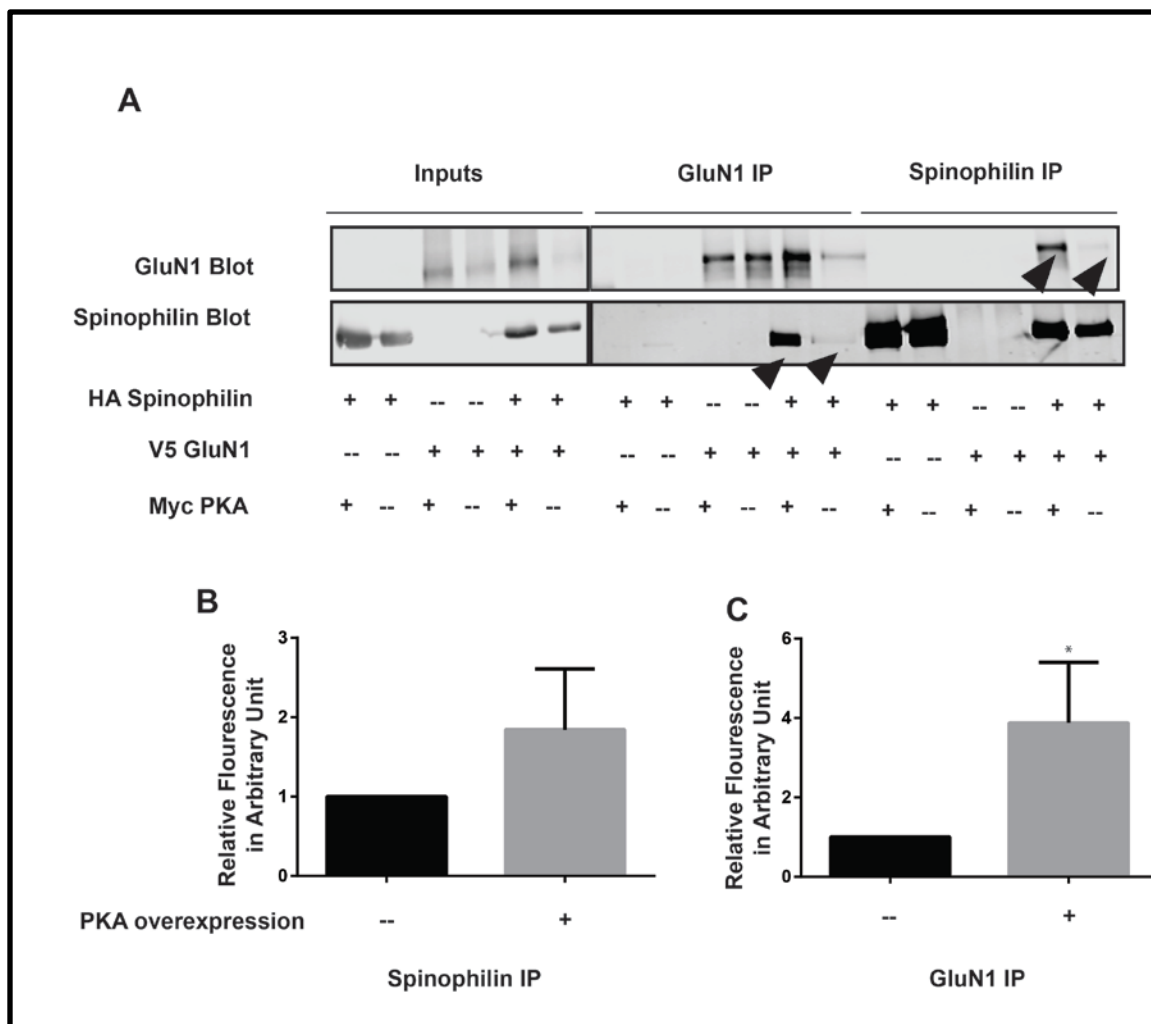 A
Inputs GluN1 IP Spinophilin IP
GluN1 Blot
Spinophilin Blot
HA Spinophilin + + -- -- + + + + -- -- + + + + -- -- + +
V5 GluN1 -- -- + + + + -- -- + + + + -- -- + + + +
Myc PKA + -- + -- + -- + -- + -- + -- + -- + -- + --
B
Relative Flourescence
in Arbitrary Unit
3
2
1
0
PKA overexpression -- +
Spinophilin IP
C
Relative Flourescence
in Arbitrary Unit
6
4
2
0
*
-- +
GluN1 IP